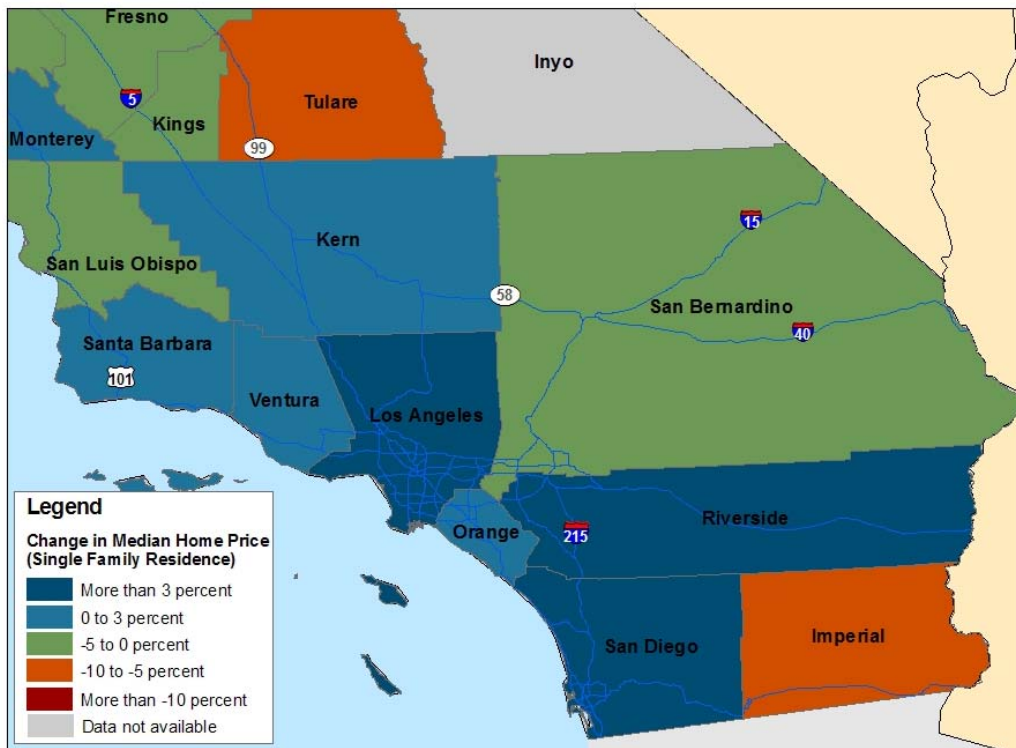 Fresno
Inyo
Tulare
5
Kings
Monterey
99
15
Kern
San Luis Obispo
58
San Bernardino
40
Santa Barbara
101
Ventura
Los Angeles
Riverside
Orange
215
San Diego
Imperial
Legend
Change in Median Home Price
(Single Family Residence)
More than 3 percent
0 to 3 percent
-5 to 0 percent
-10 to -5 percent
More than -10 percent
Data not available